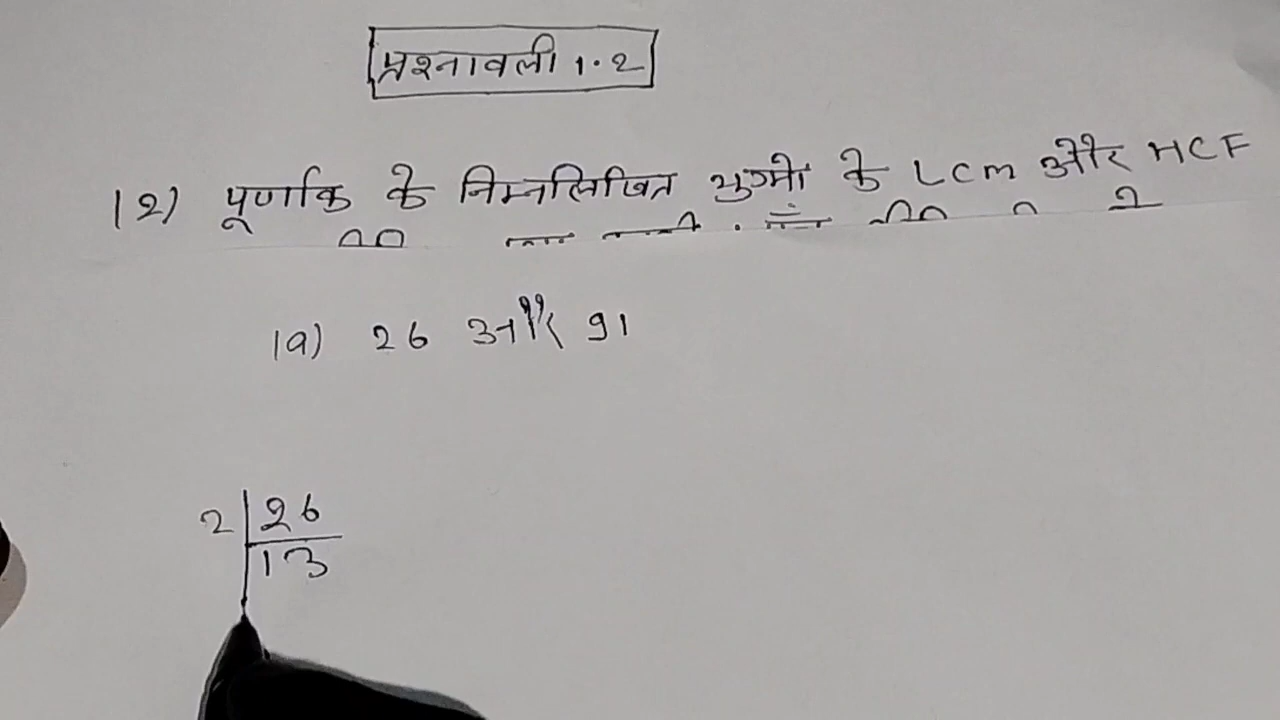 प्रश्नावली 1.2
(2) पूर्णांक के निम्नलिखित युग्मों के LCM और HCF
(a) 26 और 91
2 | 26
13